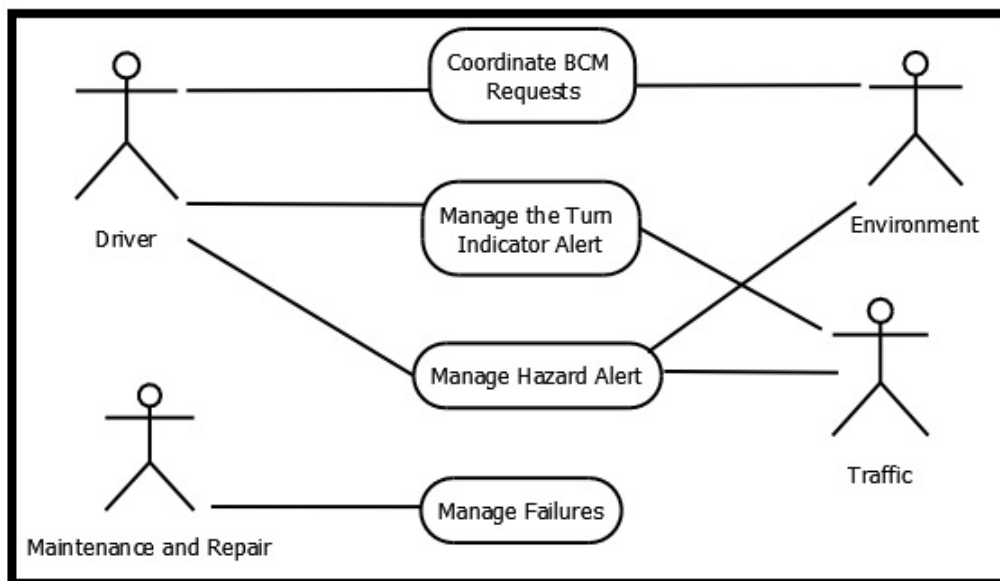 Coordinate BCM
Requests
Driver
Environment
Manage the Turn
Indicator Alert
Manage Hazard Alert
Traffic
Maintenance and Repair
Manage Failures